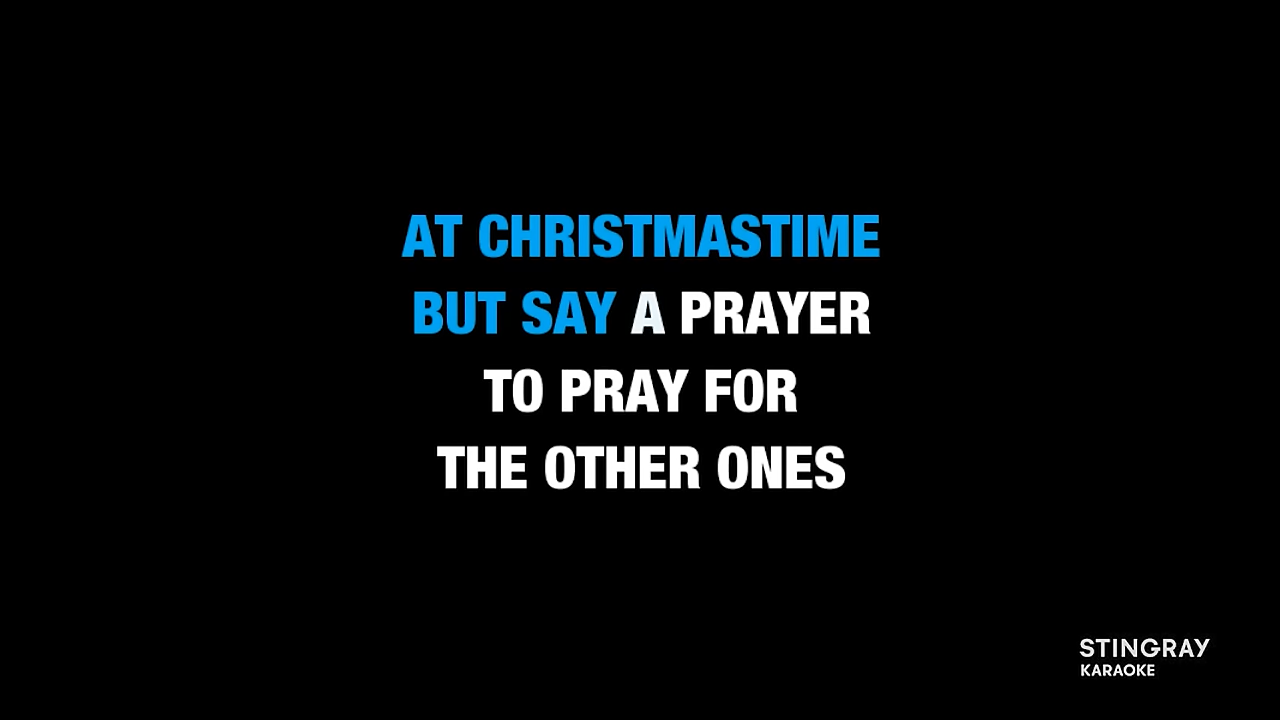 AT CHRISTMASTIME
BUT SAY A PRAYER
TO PRAY FOR
THE OTHER ONES
STINGRAY
KARAOKE